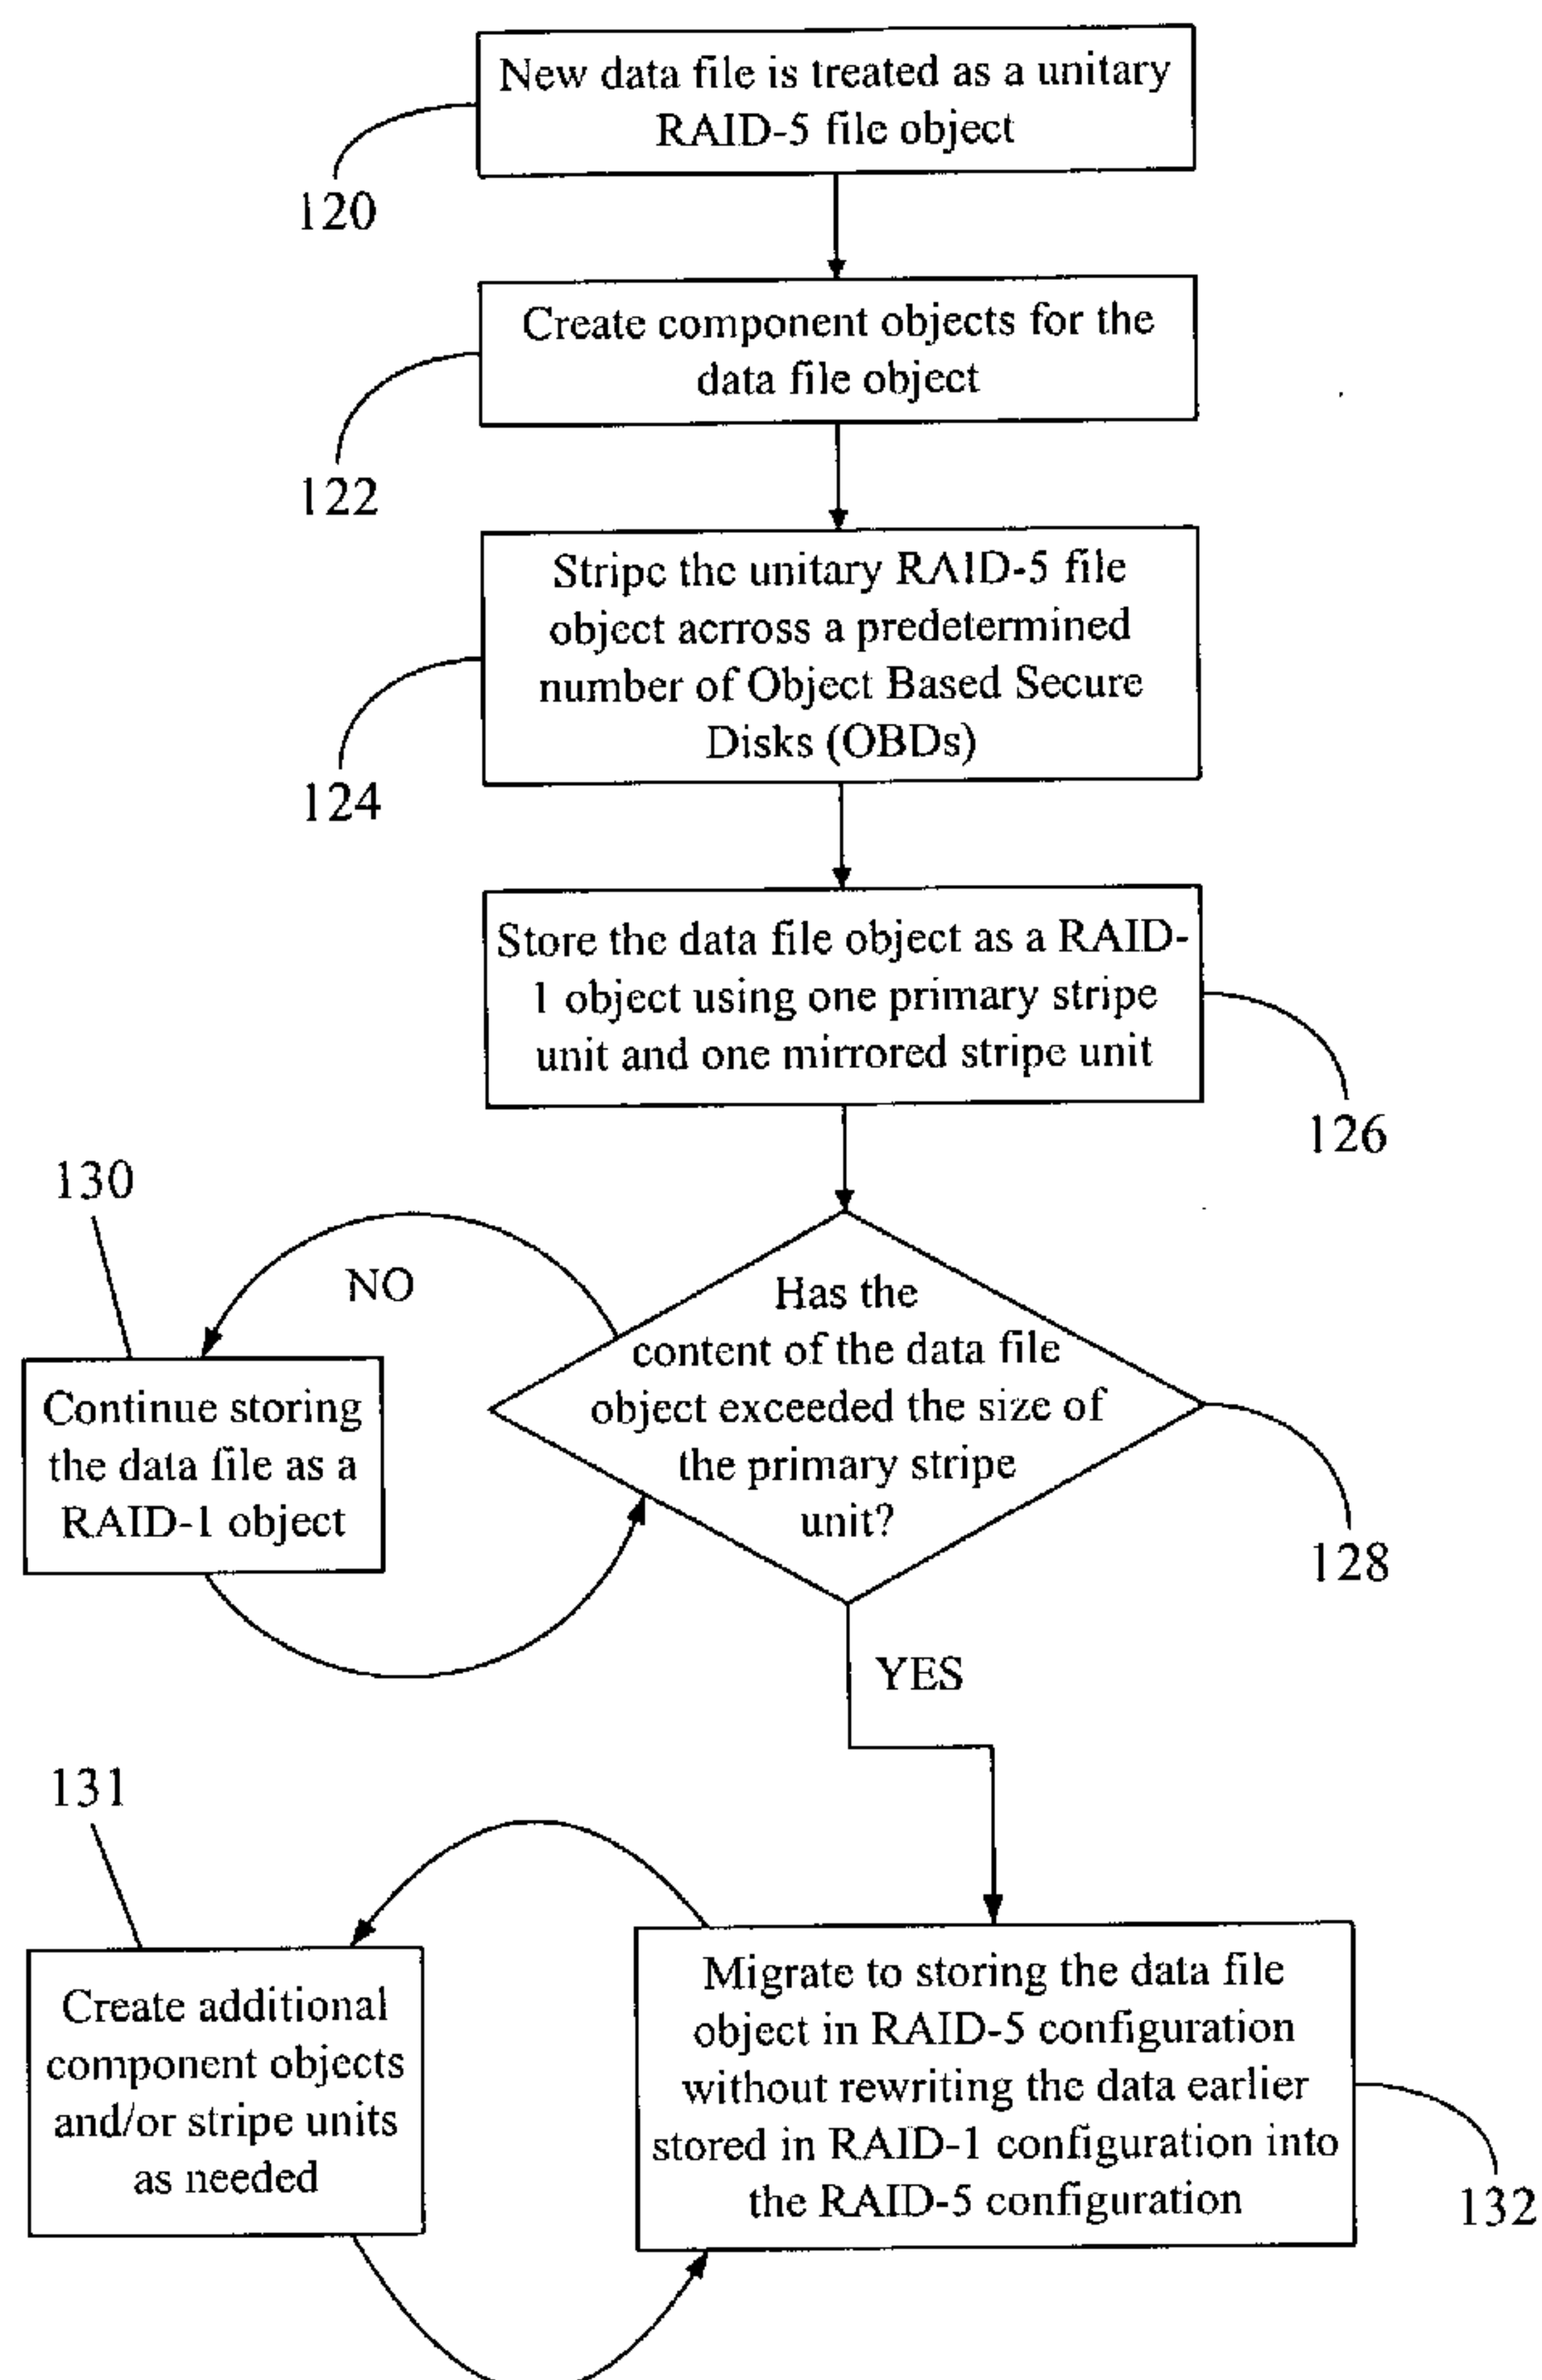 New data file is treated as a unitary
RAID-5 file object
120
Create component objects for the
data file object
122
Stripe the unitary RAID-5 file
object acrross a predetermined
number of Object Based Secure
Disks (OBDs)
124
Store the data file object as a RAID-
1 object using one primary stripe
unit and one mirrored stripe unit
126
130
NO
Has the
content of the data file
object exceeded the size of
the primary stripe
unit?
Continue storing
the data file as a
RAID-1 object
128
YES
131
Create additional
component objects
and/or stripe units
as needed
Migrate to storing the data file
object in RAID-5 configuration
without rewriting the data earlier
stored in RAID-1 configuration into
the RAID-5 configuration
132